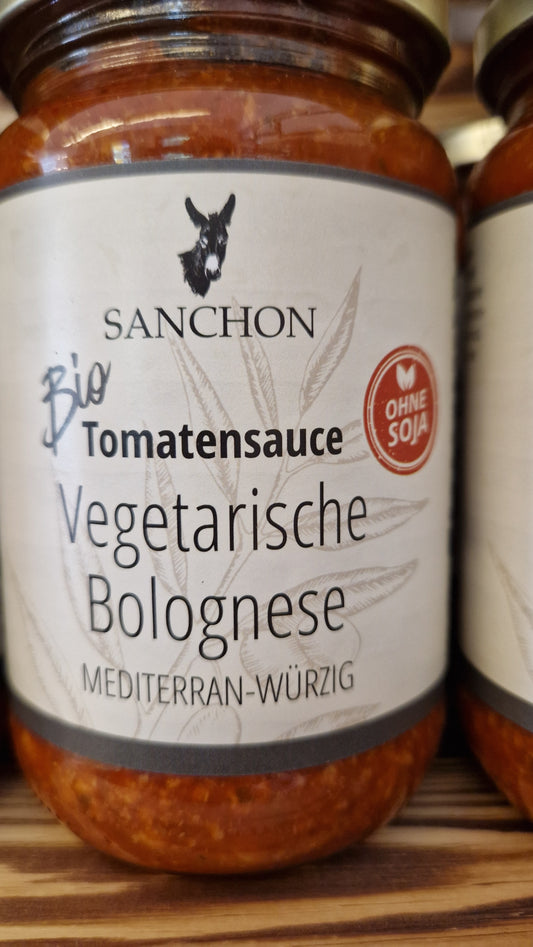 SANCHON
Bio
Tomatensauce
OHNE
SOJA
Vegetarische
Bolognese
MEDITERRAN-WÜRZIG